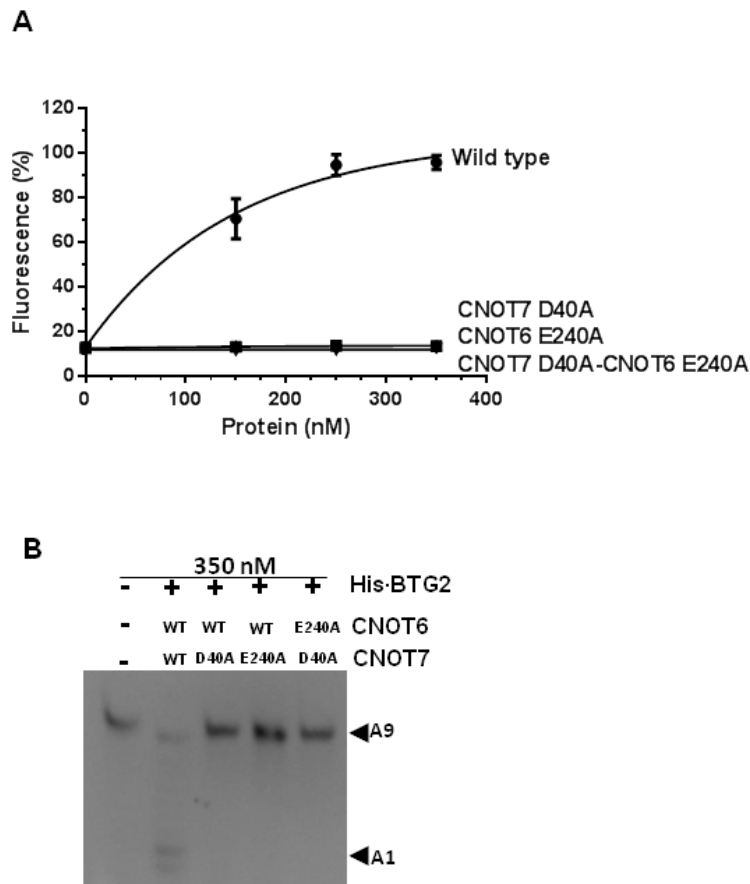 A
120
100
80
60
40
20
0
Fluorescence (%)
0 100 200 300 400
Protein (nM)
Wild type
CNOT7 D40A
CNOT6 E240A
CNOT7 D40A-CNOT6 E240A
B
350 nM
- + + + + His·BTG2
- WT WT WT E240A CNOT6
- WT D40A E240A D40A CNOT7
A9
A1